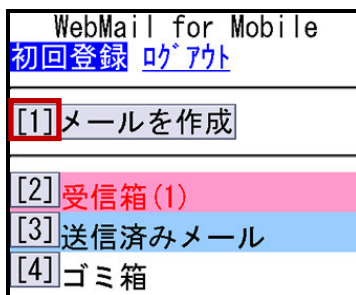 WebMail for Mobile
初回登録 ﾛｸﾞｱｳﾄ
[1]メールを作成
[2]受信箱(1)
[3]送信済みメール
[4]ゴミ箱